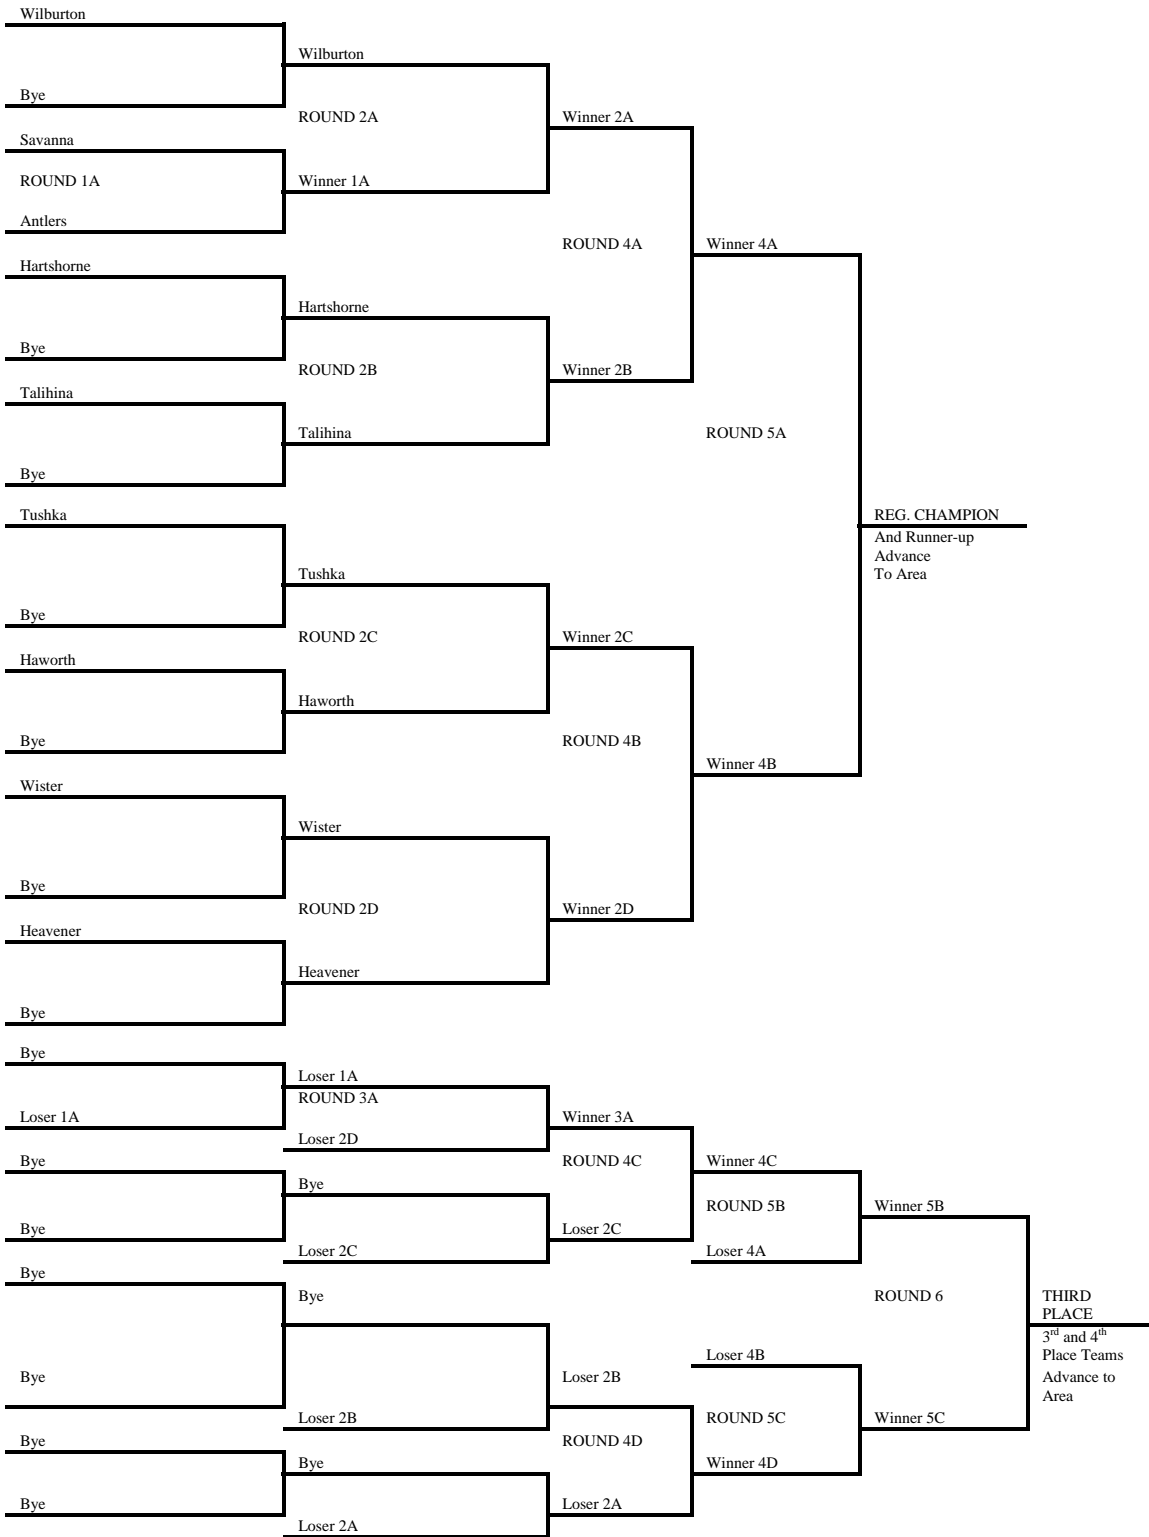 Wilburton
Wilburton
Bye
ROUND 2A
Winner 2A
Savanna
ROUND 1A
Winner 1A
Antlers
ROUND 4A
Winner 4A
Hartshorne
Hartshorne
Bye
ROUND 2B
Winner 2B
Talihina
Talihina
ROUND 5A
Bye
Tushka
REG. CHAMPION
And Runner-up
Advance
To Area
Tushka
Bye
ROUND 2C
Winner 2C
Haworth
Haworth
Bye
ROUND 4B
Winner 4B
Wister
Wister
Bye
ROUND 2D
Winner 2D
Heavener
Heavener
Bye
Bye
Loser 1A
ROUND 3A
Loser 1A
Winner 3A
Loser 2D
Bye
ROUND 4C
Winner 4C
Bye
ROUND 5B
Winner 5B
Bye
Loser 2C
Loser 2C
Loser 4A
Bye
Bye
ROUND 6
THIRD
PLACE
3rd and 4th
Place Teams
Advance to
Area
Loser 4B
Bye
Loser 2B
Loser 2B
ROUND 5C
Winner 5C
Bye
ROUND 4D
Bye
Winner 4D
Bye
Loser 2A
Loser 2A